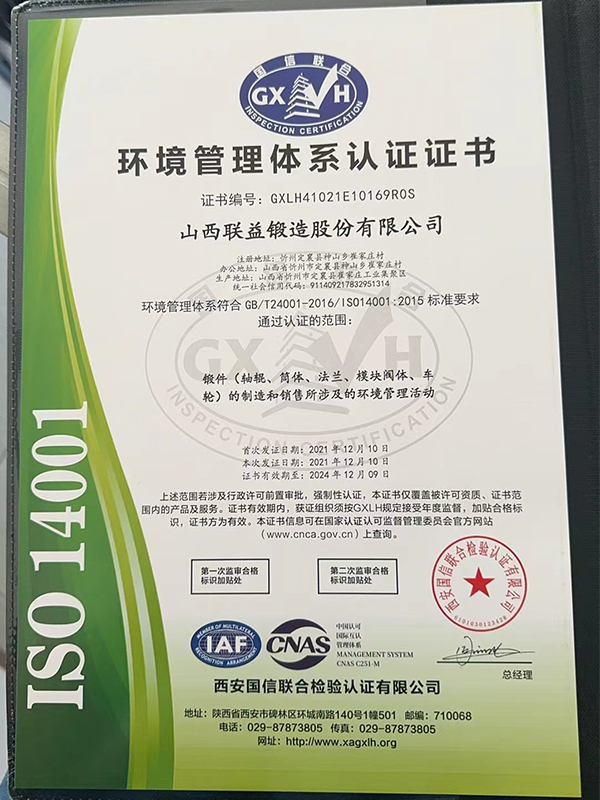 国信联合
GX H
INSPECTION CERTIFICATION
环境管理体系认证证书
证书编号：GXLH41021E10169R0S
山西联益锻造股份有限公司
注册地址：忻州定襄县神山乡崔家庄村
办公地址：山西省忻州市定襄县神山乡崔家庄村
生产地址：山西省忻州市定襄县崔家庄工业集聚区
统一社会信用代码：911409217832951314
环境管理体系符合 GB/T24001-2016/ISO14001:2015 标准要求
通过认证的范围：
国信联合
GX H
INSPECTION CERTIFICATION
锻件（轴辊、筒体、法兰、模块阀体、车
轮）的制造和销售所涉及的环境管理活动
首次发证日期：2021 年 12 月 10 日
本次发证日期：2021 年 12 月 10 日
证书有效期至：2024 年 12 月 09 日
上述范围若涉及行政许可前置审批，强制性认证，本证书仅覆盖被许可资质、证书范
围内的产品及服务。证书有效期内，获证组织须按GXLH规定接受年度监督，加贴合格标
识，证书方为有效。本证书信息可在国家认证认可监督管理委员会官方网站
（www.cnca.gov.cn）上查询。
第一次监审合格
标识加贴处
第二次监审合格
标识加贴处
西安国信联合检验认证有限公司
6101030123428
MEMBER OF MULTILATERAL
IAF
RECOGNITION ARRANGEMENT
CNAS
中国认可
国际互认
管理体系
MANAGEMENT SYSTEM
CNAS C251-M
总经理
西安国信联合检验认证有限公司
地址：陕西省西安市碑林区环城南路140号1幢501 邮编：710068
电话：029-87873805 传真：029-87873805
网址：http://www.xagxlh.org
ISO 14001